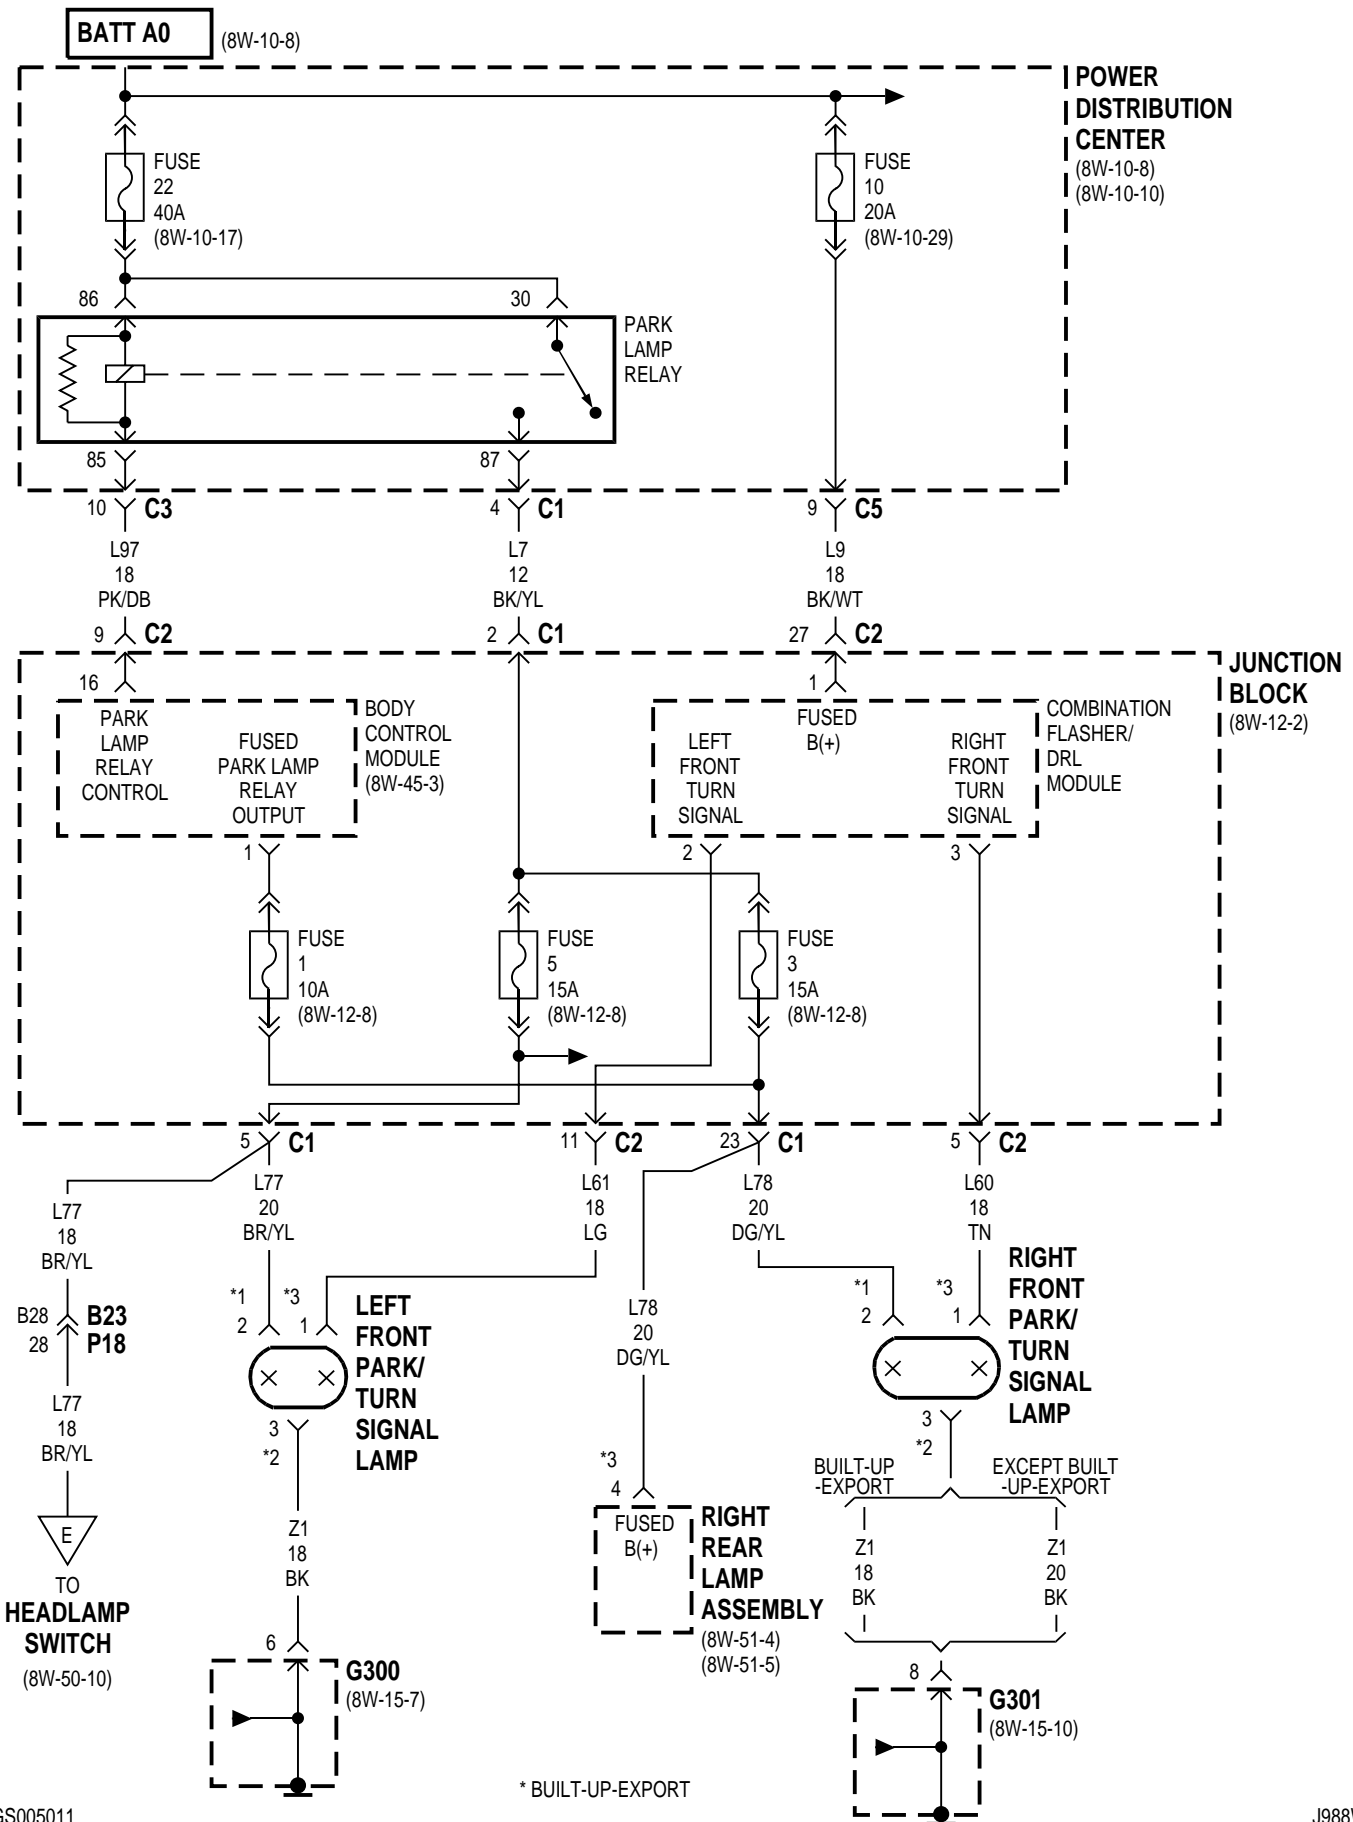 BATT A0
(8W-10-8)
POWER
DISTRIBUTION
CENTER
(8W-10-8)
(8W-10-10)
FUSE
22
40A
(8W-10-17)
FUSE
10
20A
(8W-10-29)
86
30
PARK
LAMP
RELAY
85
87
10
C3
4
C1
9
C5
L97
18
PK/DB
L7
12
BK/YL
L9
18
BK/WT
9
C2
2
C1
27
C2
JUNCTION
BLOCK
(8W-12-2)
16
1
PARK
LAMP
RELAY
CONTROL
FUSED
PARK LAMP
RELAY
OUTPUT
BODY
CONTROL
MODULE
(8W-45-3)
LEFT
FRONT
TURN
SIGNAL
FUSED
B(+)
RIGHT
FRONT
TURN
SIGNAL
COMBINATION
FLASHER/
DRL
MODULE
1
2
3
FUSE
1
10A
(8W-12-8)
FUSE
5
15A
(8W-12-8)
FUSE
3
15A
(8W-12-8)
5
C1
11
C2
23
C1
5
C2
L77
18
BR/YL
L77
20
BR/YL
L61
18
LG
L78
20
DG/YL
L60
18
TN
B28
B23
28
P18
L77
18
BR/YL
E
TO
HEADLAMP
SWITCH
(8W-50-10)
*1
*3
2
1
LEFT
FRONT
PARK/
TURN
SIGNAL
LAMP
3
*2
Z1
18
BK
6
G300
(8W-15-7)
L78
20
DG/YL
*3
4
FUSED
B(+)
RIGHT
REAR
LAMP
ASSEMBLY
(8W-51-4)
(8W-51-5)
*1
*3
2
1
RIGHT
FRONT
PARK/
TURN
SIGNAL
LAMP
3
*2
BUILT-UP
-EXPORT
EXCEPT BUILT
-UP-EXPORT
Z1
18
BK
Z1
20
BK
8
G301
(8W-15-10)
* BUILT-UP-EXPORT
GS005011